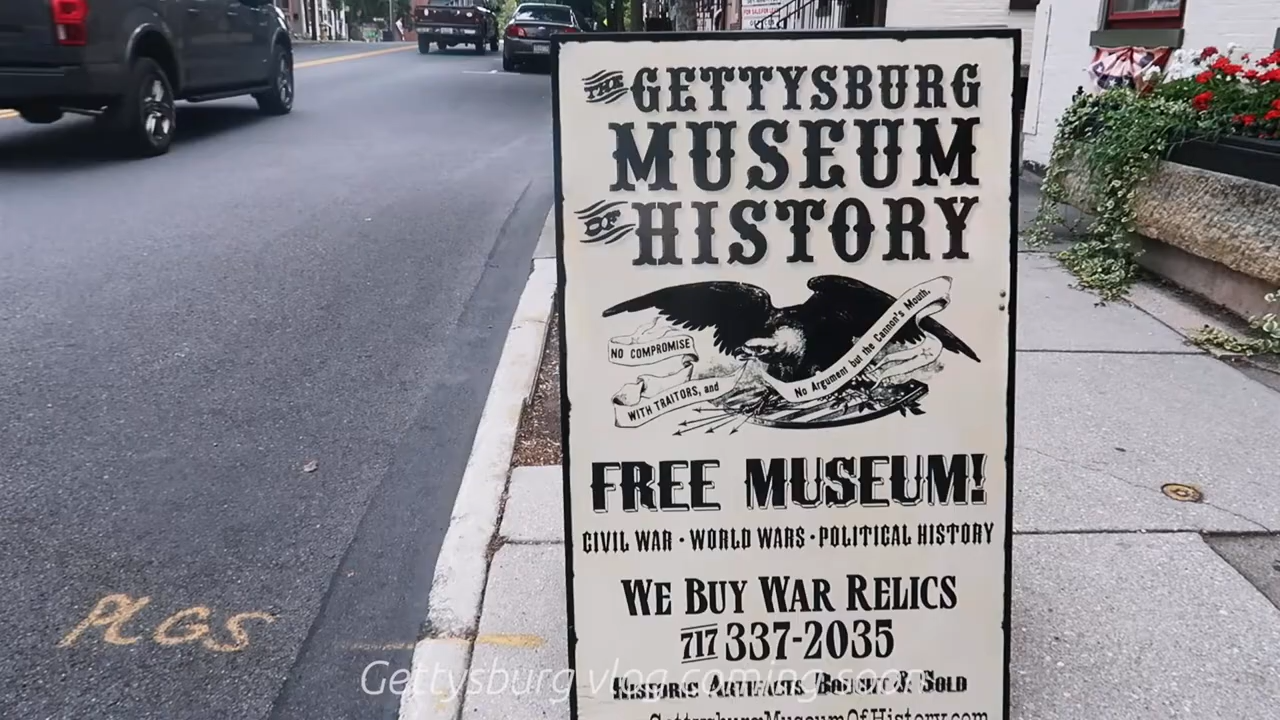 THE GETTYSBURG
MUSEUM
OF HISTORY
NO COMPROMISE
WITH TRAITORS, and
No Argument but the Cannon's Mouth.
FREE MUSEUM!
CIVIL WAR · WORLD WARS · POLITICAL HISTORY
WE BUY WAR RELICS
717 337-2035
HISTORIC ARTIFACTS BOUGHT & SOLD
GettysburgMuseumOfHistory.com
PLGS
Gettysburg vlog coming soon